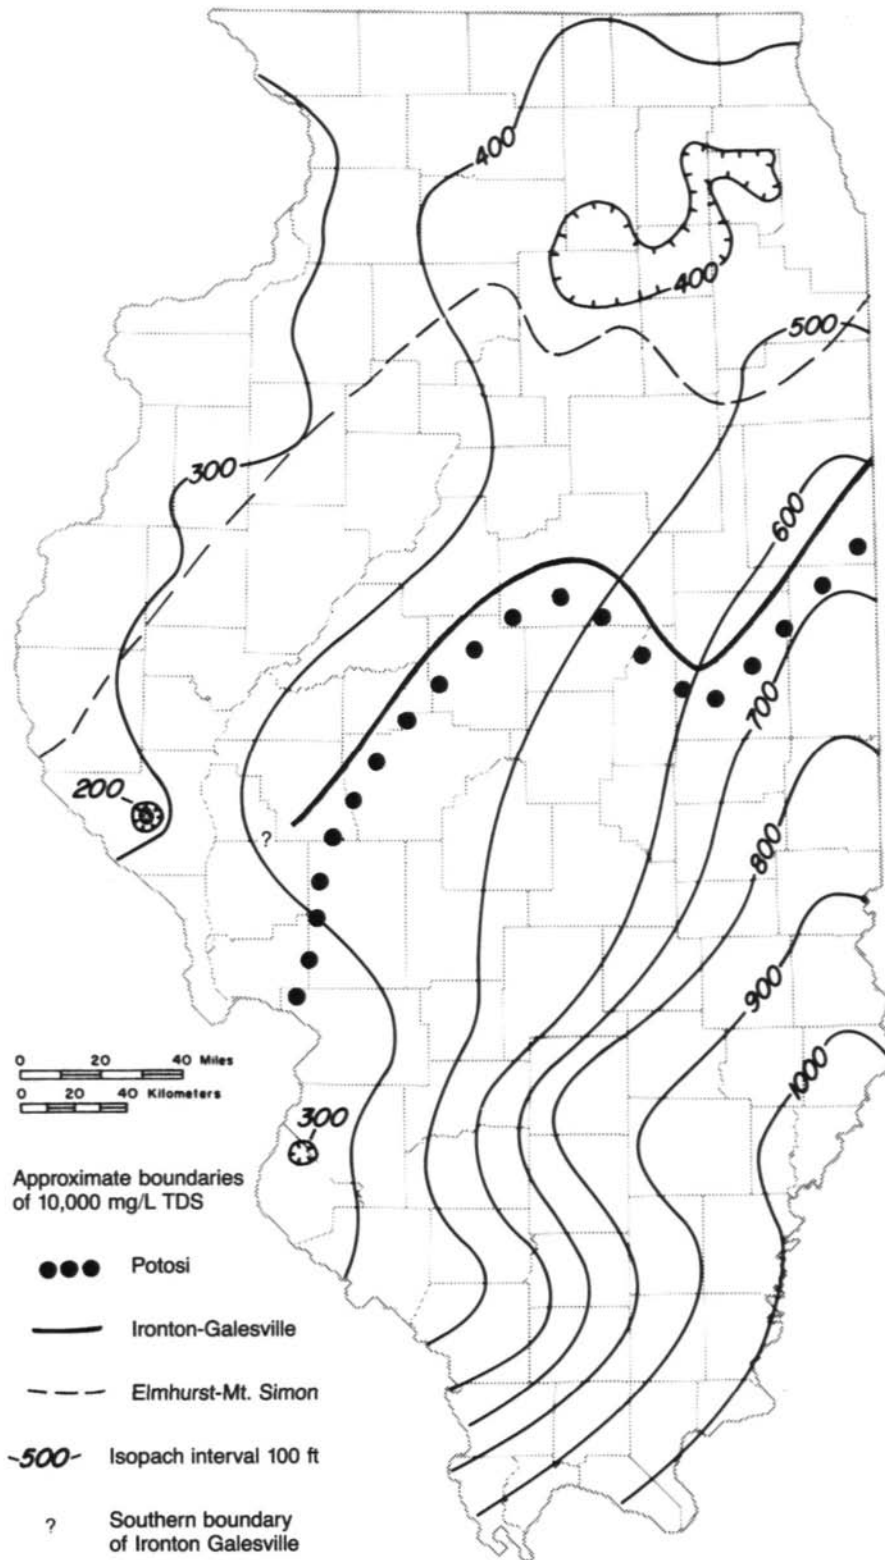 400
400
500
300
600
700
200
800
?
900
1000
0 20 40 Miles
0 20 40 Kilometers
300
Approximate boundaries
of 10,000 mg/L TDS
Potosi
Ironton-Galesville
Elmhurst-Mt. Simon
-500- Isopach interval 100 ft
? Southern boundary
of Ironton Galesville